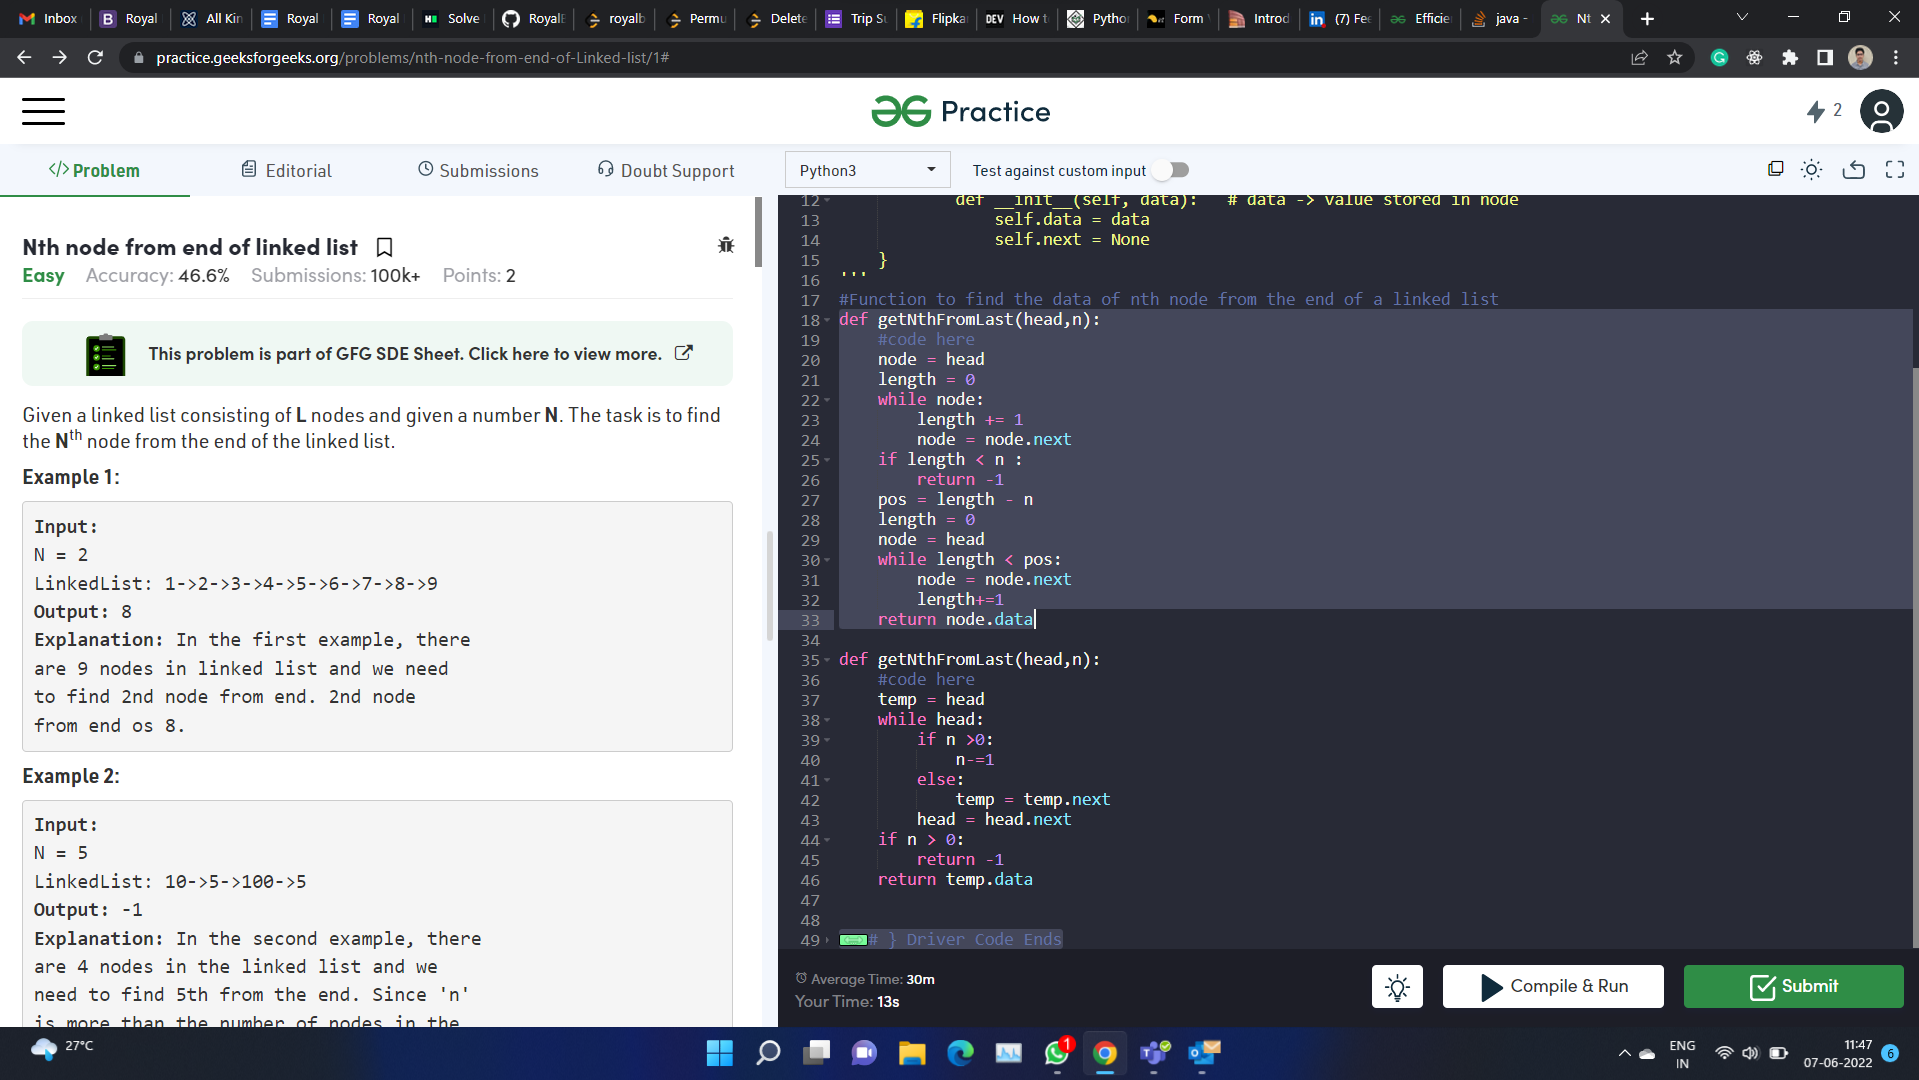 Inbox
Royal
All Kin
Royal
Royal
Solve
RoyalE
royalb
Permu
Delete
Trip Su
Flipka
DEV How t
Pytho
Form
Introd
(7) Fee
Efficie
java -
Nt
practice.geeksforgeeks.org/problems/nth-node-from-end-of-Linked-list/1#
Practice
2
</> Problem
Editorial
Submissions
Doubt Support
Python3
Test against custom input
Nth node from end of linked list
Easy Accuracy: 46.6% Submissions: 100k+ Points: 2
This problem is part of GFG SDE Sheet. Click here to view more.
Given a linked list consisting of L nodes and given a number N. The task is to find
the Nth node from the end of the linked list.
Example 1:
Input:
N = 2
LinkedList: 1->2->3->4->5->6->7->8->9
Output: 8
Explanation: In the first example, there
are 9 nodes in linked list and we need
to find 2nd node from end. 2nd node
from end os 8.
Example 2:
Input:
N = 5
LinkedList: 10->5->100->5
Output: -1
Explanation: In the second example, there
are 4 nodes in the linked list and we
need to find 5th from the end. Since 'n'
is more than the number of nodes in the
12 def __init__(self, data): # data -> value stored in node
13 self.data = data
14 self.next = None
15 }
16 '''
17 #Function to find the data of nth node from the end of a linked list
18 def getNthFromLast(head,n):
19 #code here
20 node = head
21 length = 0
22 while node:
23 length += 1
24 node = node.next
25 if length < n :
26 return -1
27 pos = length - n
28 length = 0
29 node = head
30 while length < pos:
31 node = node.next
32 length+=1
33 return node.data
34
35 def getNthFromLast(head,n):
36 #code here
37 temp = head
38 while head:
39 if n >0:
40 n-=1
41 else:
42 temp = temp.next
43 head = head.next
44 if n > 0:
45 return -1
46 return temp.data
47
48
49 # } Driver Code Ends
Average Time: 30m
Your Time: 13s
Compile & Run
Submit
27°C
1
ENG
IN
11:47
07-06-2022
6